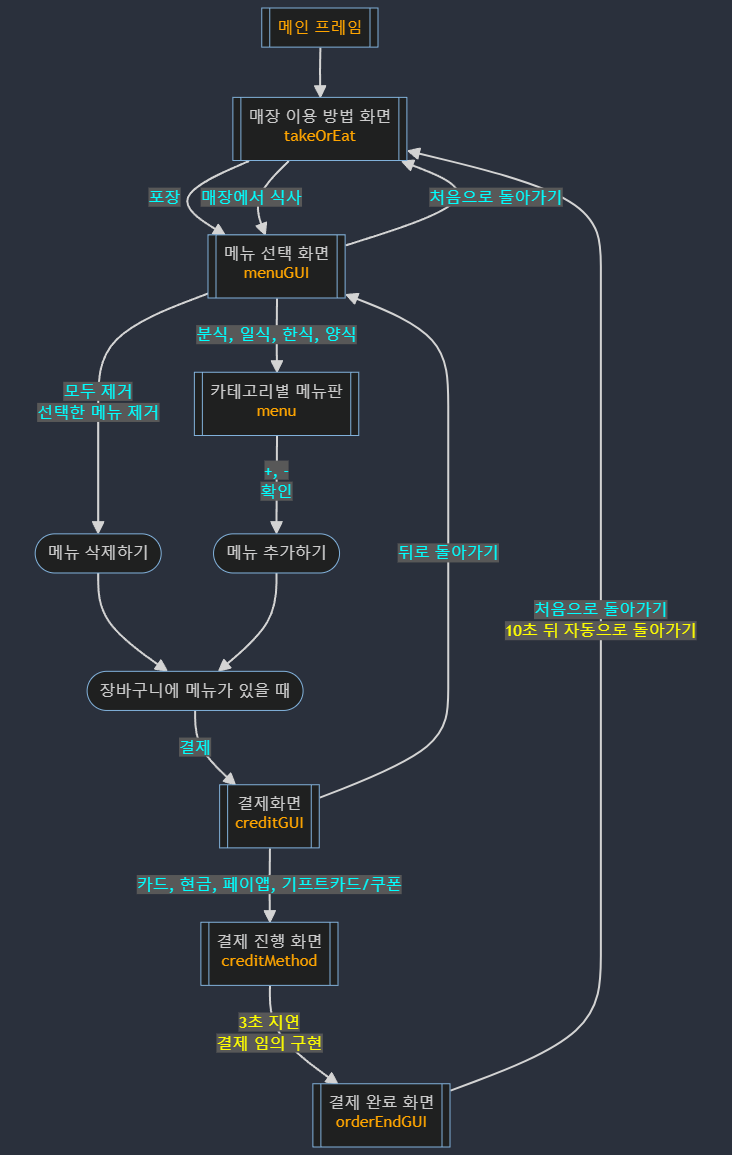 메인 프레임
매장 이용 방법 화면
takeOrEat
포장
매장에서 식사
처음으로 돌아가기
메뉴 선택 화면
menuGUI
분식, 일식, 한식, 양식
모두 제거
선택한 메뉴 제거
카테고리별 메뉴판
menu
+, -
확인
메뉴 삭제하기
메뉴 추가하기
뒤로 돌아가기
처음으로 돌아가기
10초 뒤 자동으로 돌아가기
장바구니에 메뉴가 있을 때
결제
결제화면
creditGUI
카드, 현금, 페이앱, 기프트카드/쿠폰
결제 진행 화면
creditMethod
3초 지연
결제 임의 구현
결제 완료 화면
orderEndGUI